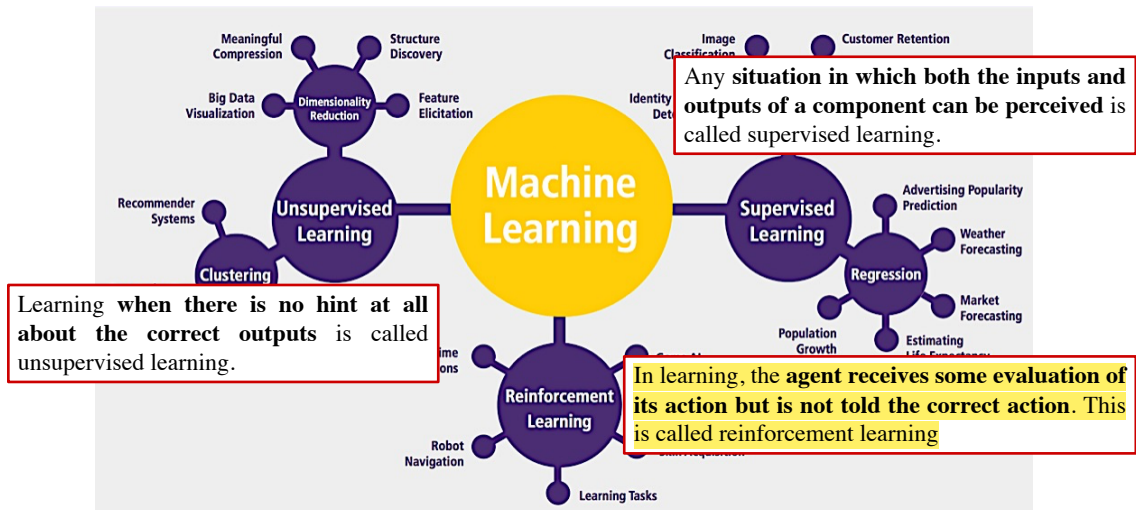 Meaningful
Compression
Structure
Discovery
Big Data
Visualization
Dimensionality
Reduction
Feature
Elicitation
Recommender
Systems
Unsupervised
Learning
Clustering
Machine
Learning
Image
Classification
Customer Retention
Identity
Any situation in which both the inputs and
outputs of a component can be perceived is
called supervised learning.
Supervised
Learning
Advertising Popularity
Prediction
Weather
Forecasting
Regression
Market
Forecasting
Population
Growth
Estimating
Life Expectancy
Learning when there is no hint at all
about the correct outputs is called
unsupervised learning.
Reinforcement
Learning
In learning, the agent receives some evaluation of
its action but is not told the correct action. This
is called reinforcement learning
Robot
Navigation
Learning Tasks